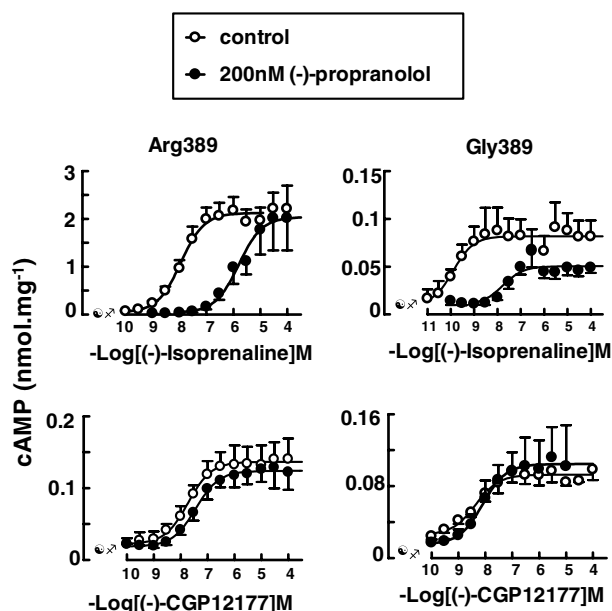 control
200nM (-)-propranolol
Arg389
Gly389
3
2
1
0
☯♐
10 9 8 7 6 5 4
-Log[(-)-Isoprenaline]M
0.15
0.10
0.05
0
☯♐
11 10 9 8 7 6 5 4
-Log[(-)-Isoprenaline]M
cAMP (nmol.mg-1)
0.2
0.1
0
☯♐
10 9 8 7 6 5 4
-Log[(-)-CGP12177]M
0.16
0.08
0
☯♐
10 9 8 7 6 5 4
-Log[(-)-CGP12177]M